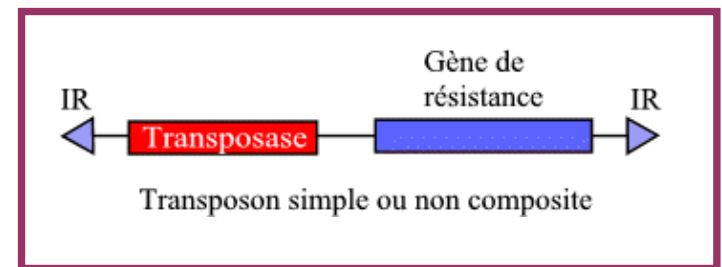 Gène de
résistance
IR
IR
Transposase
Transposon simple ou non composite